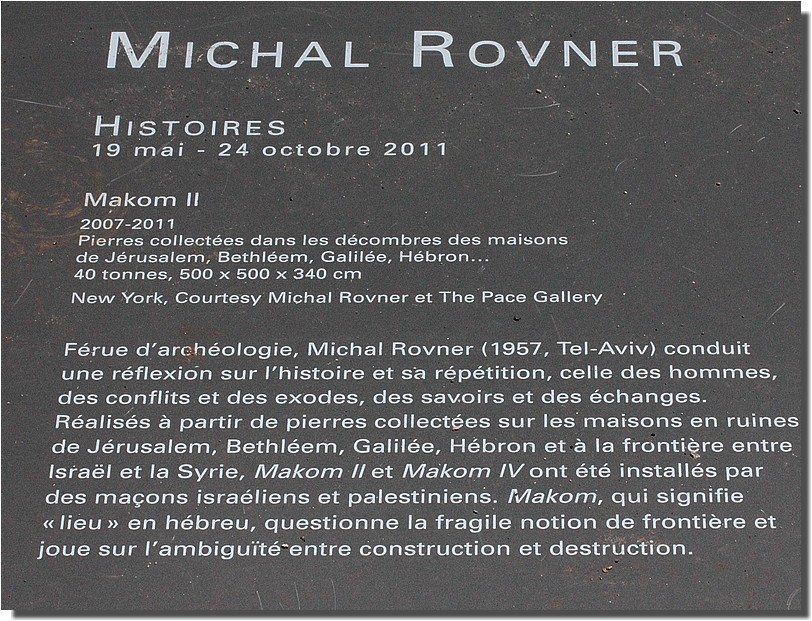 MICHAL ROVNER
HISTOIRES
19 mai - 24 octobre 2011
Makom II
2007-2011
Pierres collectées dans les décombres des maisons
de Jérusalem, Bethléem, Galilée, Hébron...
40 tonnes, 500 x 500 x 340 cm
New York, Courtesy Michal Rovner et The Pace Gallery
Férue d'archéologie, Michal Rovner (1957, Tel-Aviv) conduit
une réflexion sur l'histoire et sa répétition, celle des hommes,
des conflits et des exodes, des savoirs et des échanges.
Réalisés à partir de pierres collectées sur les maisons en ruines
de Jérusalem, Bethléem, Galilée, Hébron et à la frontière entre
Israël et la Syrie, Makom II et Makom IV ont été installés par
des maçons israéliens et palestiniens. Makom, qui signifie
« lieu » en hébreu, questionne la fragile notion de frontière et
joue sur l'ambiguïté entre construction et destruction.